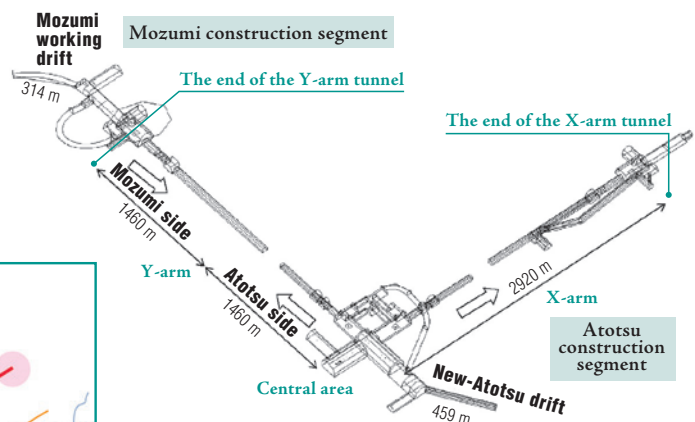 Mozumi
working
drift
Mozumi construction segment
314 m
The end of the Y-arm tunnel
The end of the X-arm tunnel
Mozumi side
1460 m
Y-arm
Atotsu side
1460 m
2920 m
X-arm
Atotsu
construction
segment
Central area
New-Atotsu drift
459 m